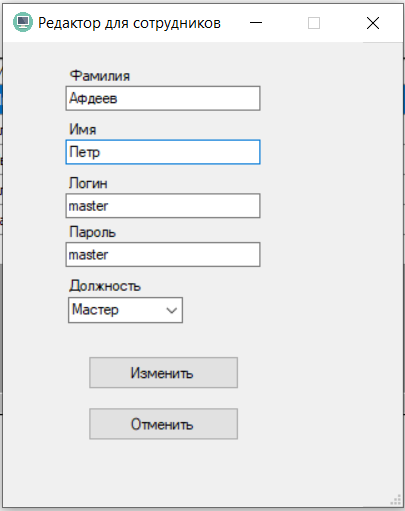 Редактор для сотрудников
Фамилия
Афдеев
Имя
Петр
Логин
master
Пароль
master
Должность
Мастер
Изменить
Отменить